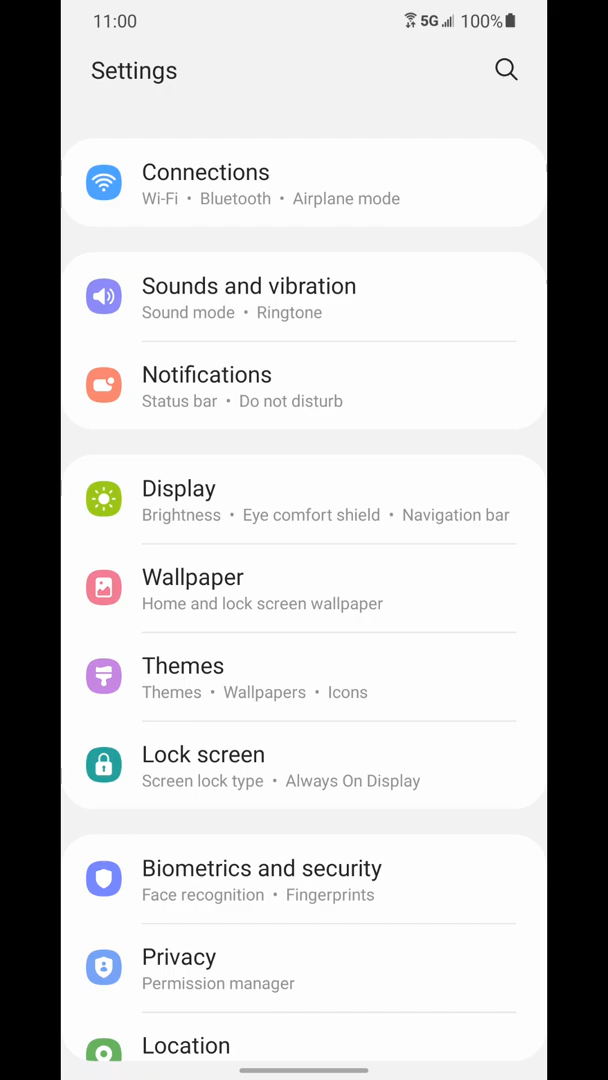 11:00 5G 100%
Settings
Connections
Wi-Fi • Bluetooth • Airplane mode
Sounds and vibration
Sound mode • Ringtone
Notifications
Status bar • Do not disturb
Display
Brightness • Eye comfort shield • Navigation bar
Wallpaper
Home and lock screen wallpaper
Themes
Themes • Wallpapers • Icons
Lock screen
Screen lock type • Always On Display
Biometrics and security
Face recognition • Fingerprints
Privacy
Permission manager
Location